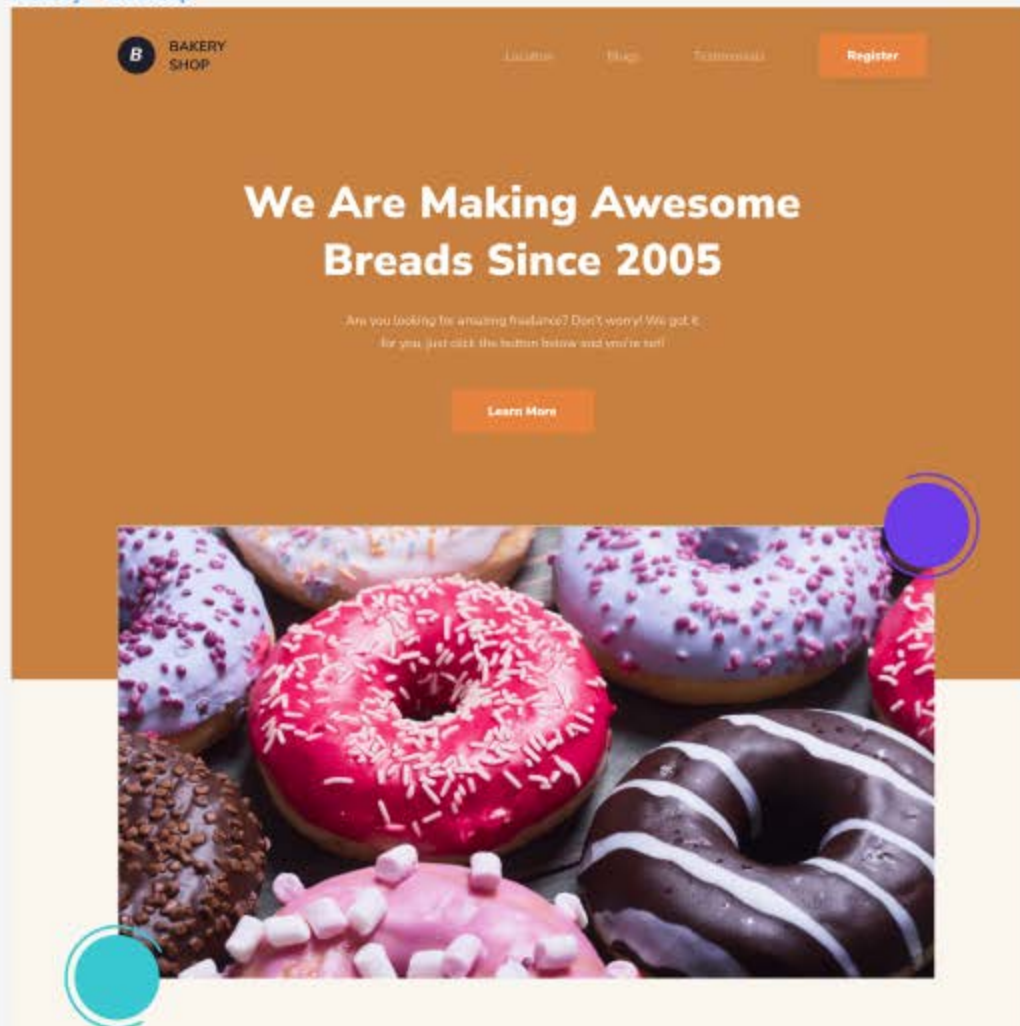 B
BAKERY
SHOP
Location
Blogs
Testimonials
Register
We Are Making Awesome
Breads Since 2005
Are you looking for amazing freelance? Don't worry! We got it
for you, just click the button below and you're set!
Learn More